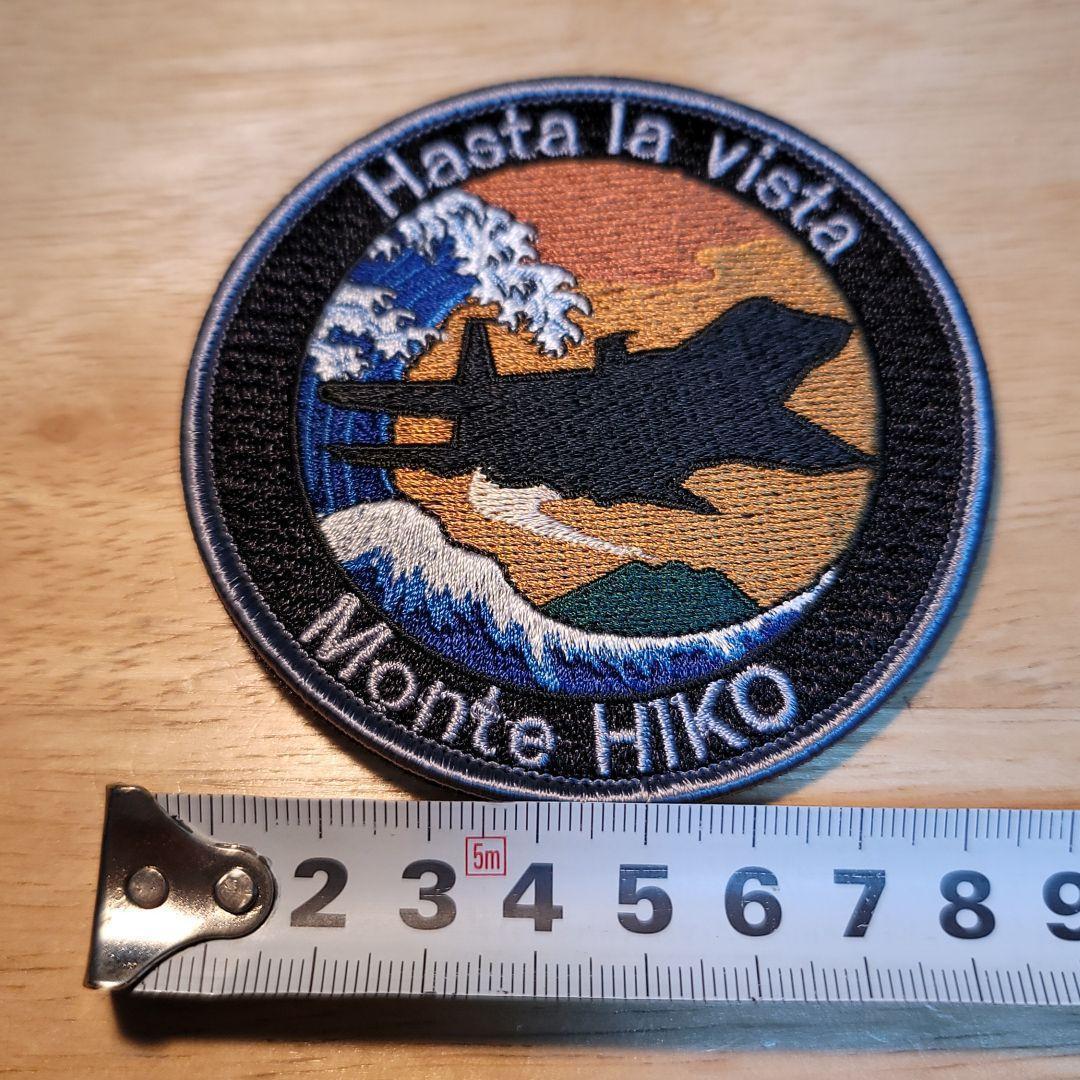 Hasta la vista
Monte HIKO
5m
2 3 4 5 6 7 8 9